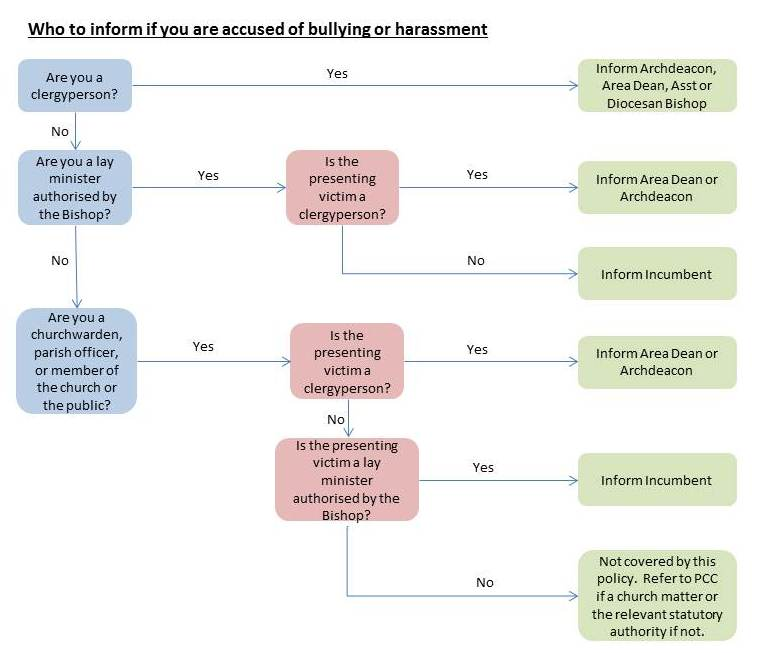 Who to inform if you are accused of bullying or harassment
Are you a
clergyperson?
Yes
Inform Archdeacon,
Area Dean, Asst or
Diocesan Bishop
No
Are you a lay
minister
authorised by
the Bishop?
Yes
Is the
presenting
victim a
clergyperson?
Yes
Inform Area Dean or
Archdeacon
No
Inform Incumbent
No
Are you a
churchwarden,
parish officer,
or member of
the church or
the public?
Yes
Is the
presenting
victim a
clergyperson?
Yes
Inform Area Dean or
Archdeacon
No
Is the presenting
victim a lay
minister
authorised by the
Bishop?
Yes
Inform Incumbent
No
Not covered by this
policy. Refer to PCC
if a church matter or
the relevant statutory
authority if not.